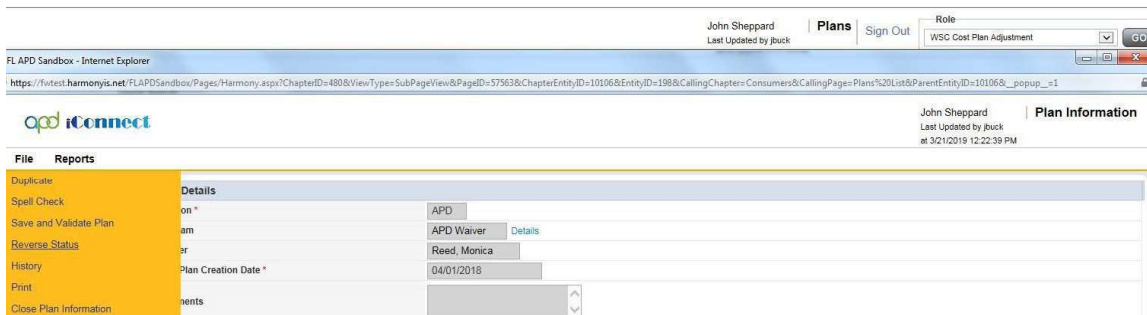 John Sheppard
Last Updated by jbuck
Plans
Sign Out
Role
WSC Cost Plan Adjustment
GO
FL APD Sandbox - Internet Explorer
https://fwtest.harmonyis.net/FLAPDSandbox/Pages/Harmony.aspx?ChapterID=480&ViewType=SubPageView&PageID=57563&ChapterEntityID=10106&EntityID=198&CallingChapter=Consumers&CallingPage=Plans%20List&ParentEntityID=10106&__popup__=1
apd iConnect
John Sheppard
Last Updated by jbuck
at 3/21/2019 12:22:39 PM
Plan Information
File Reports
Duplicate
Spell Check
Save and Validate Plan
Reverse Status
History
Print
Close Plan Information
Details
on * APD
am APD Waiver Details
er Reed, Monica
Plan Creation Date * 04/01/2018
nents